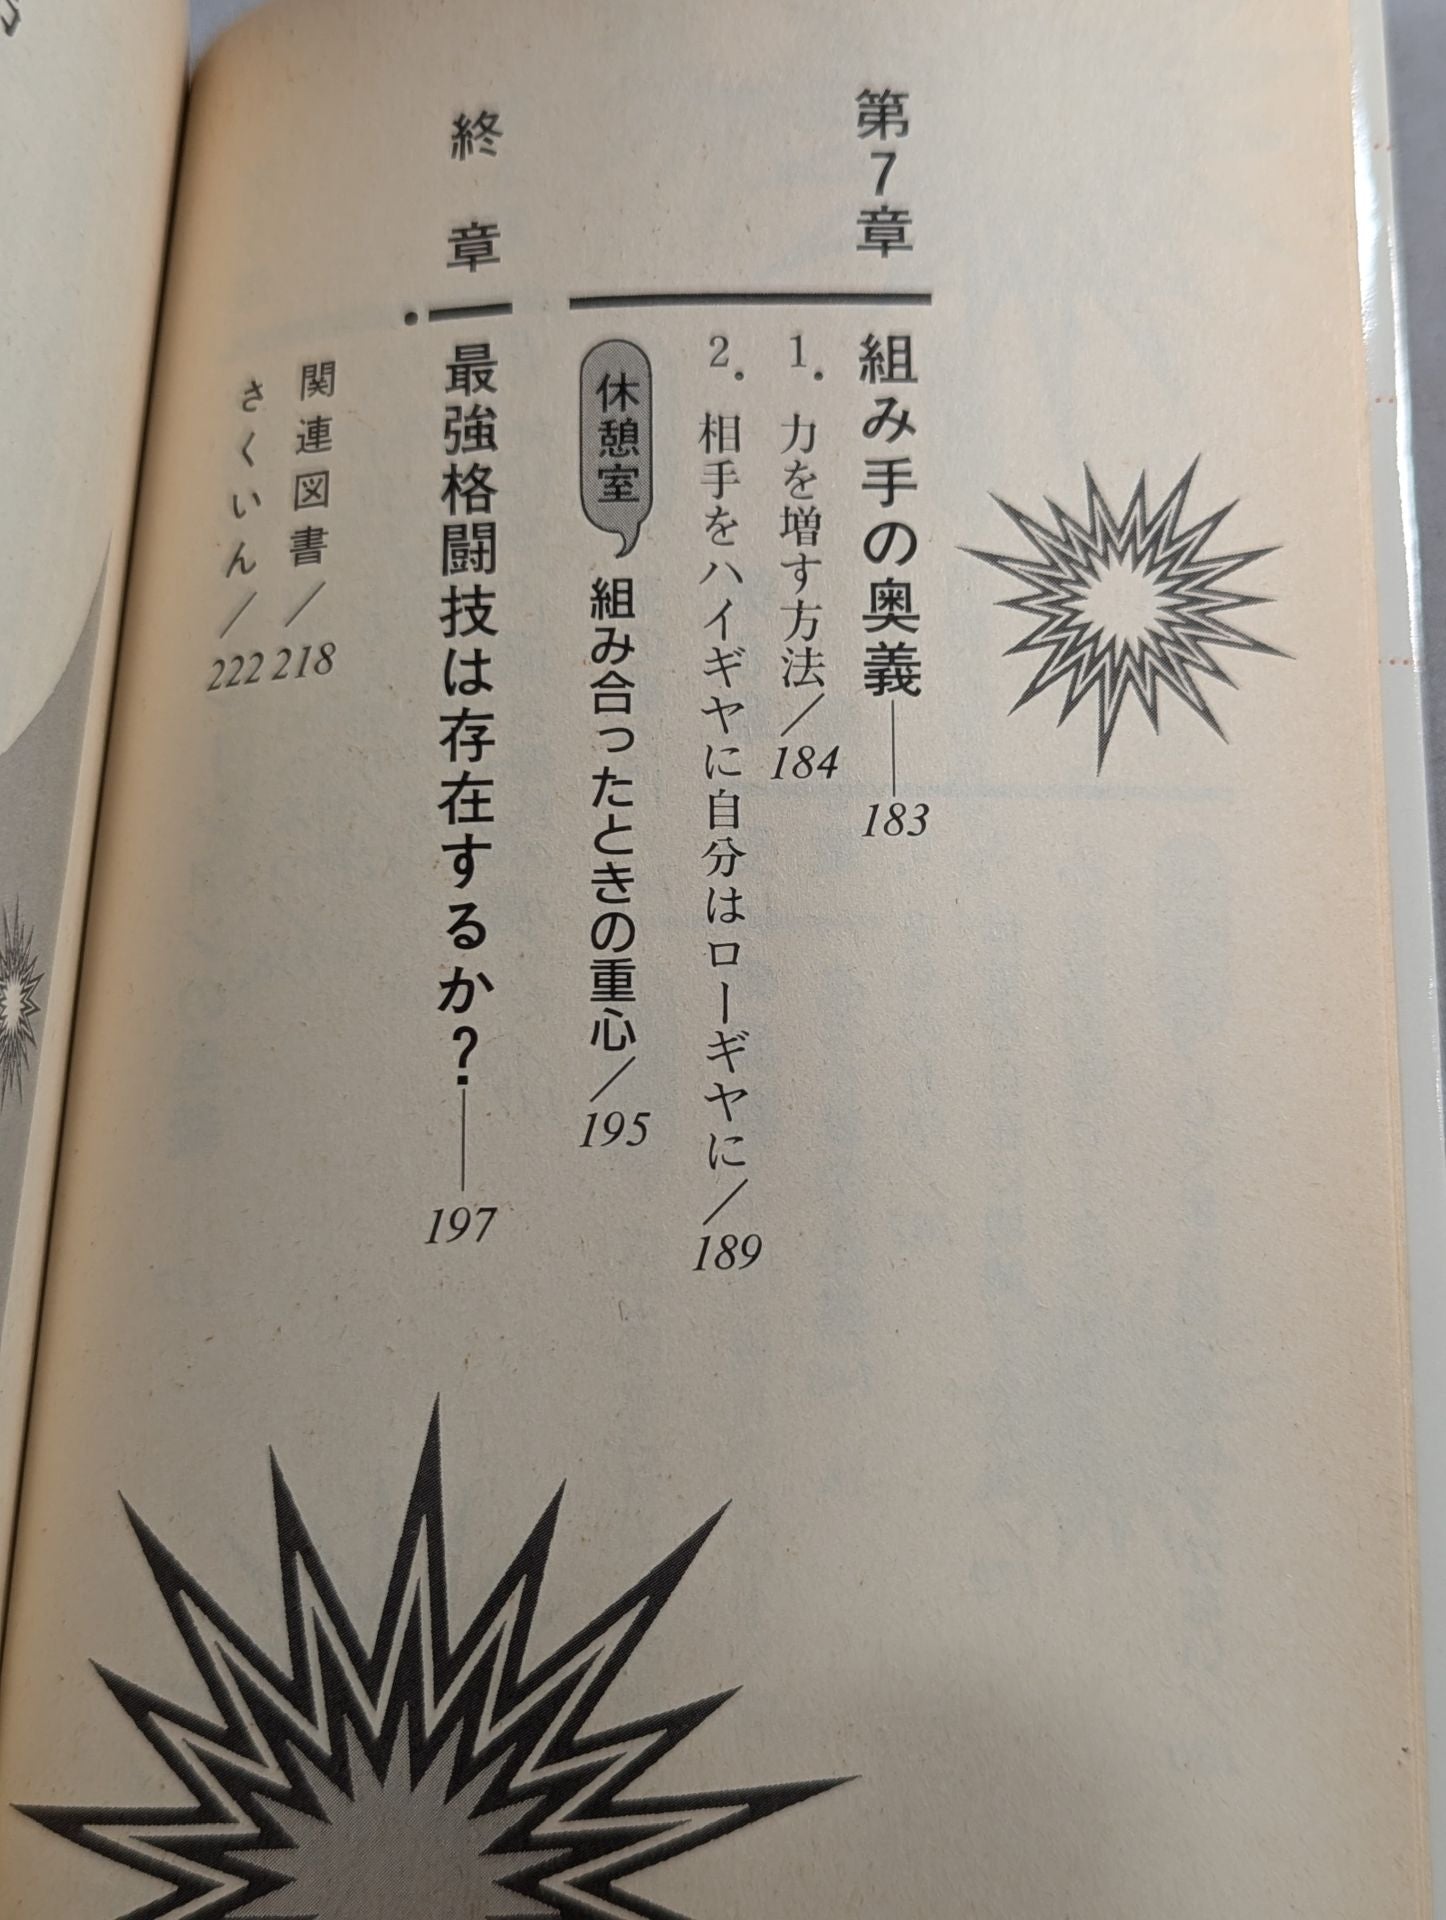 第7章 組み手の奥義——183
1. 力を増す方法／184
2. 相手をハイギヤに自分はローギヤに／189
休憩室 組み合ったときの重心／195
終章 最強格闘技は存在するか？——197
関連図書／218
さくいん／222